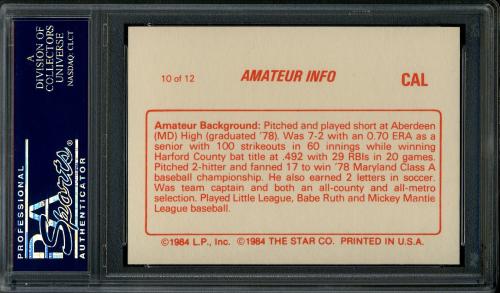 A
DIVISION OF
COLLECTORS
UNIVERSE
NASDAQ: CLCT
PSA
Sports
PROFESSIONAL
AUTHENTICATOR
10 of 12
AMATEUR INFO
CAL
Amateur Background: Pitched and played short at Aberdeen
(MD) High (graduated '78). Was 7-2 with an 0.70 ERA as a
senior with 100 strikeouts in 60 innings while winning
Harford County bat title at .492 with 29 RBIs in 20 games.
Pitched 2-hitter and fanned 17 to win '78 Maryland Class A
baseball championship. He also earned 2 letters in soccer.
Was team captain and both an all-county and all-metro
selection. Played Little League, Babe Ruth and Mickey Mantle
League baseball.
©1984 L.P., Inc. ©1984 THE STAR CO. PRINTED IN U.S.A.